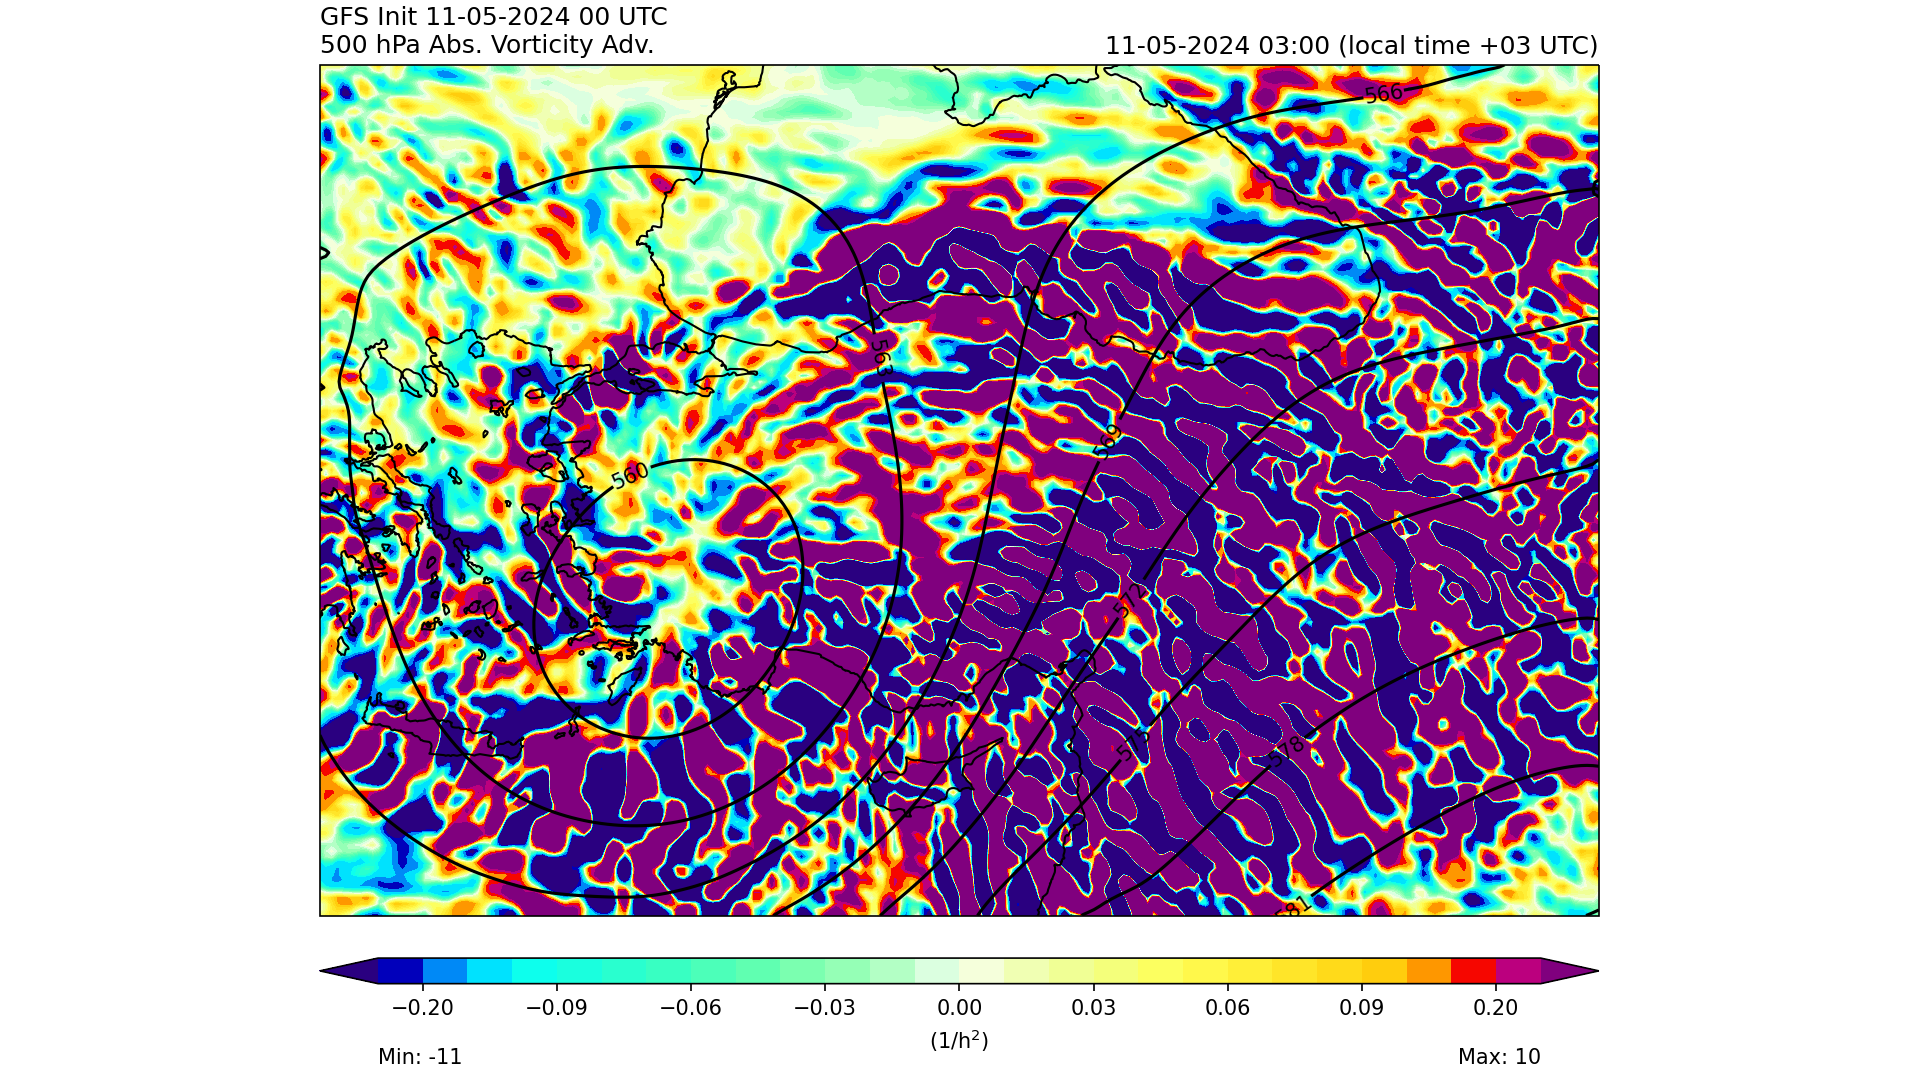 GFS Init 11-05-2024 00 UTC
500 hPa Abs. Vorticity Adv.
11-05-2024 03:00 (local time +03 UTC)
566
563
560
569
572
575
578
581
−0.20
−0.09
−0.06
−0.03
0.00
0.03
0.06
0.09
0.20
(1/h²)
Min: -11
Max: 10